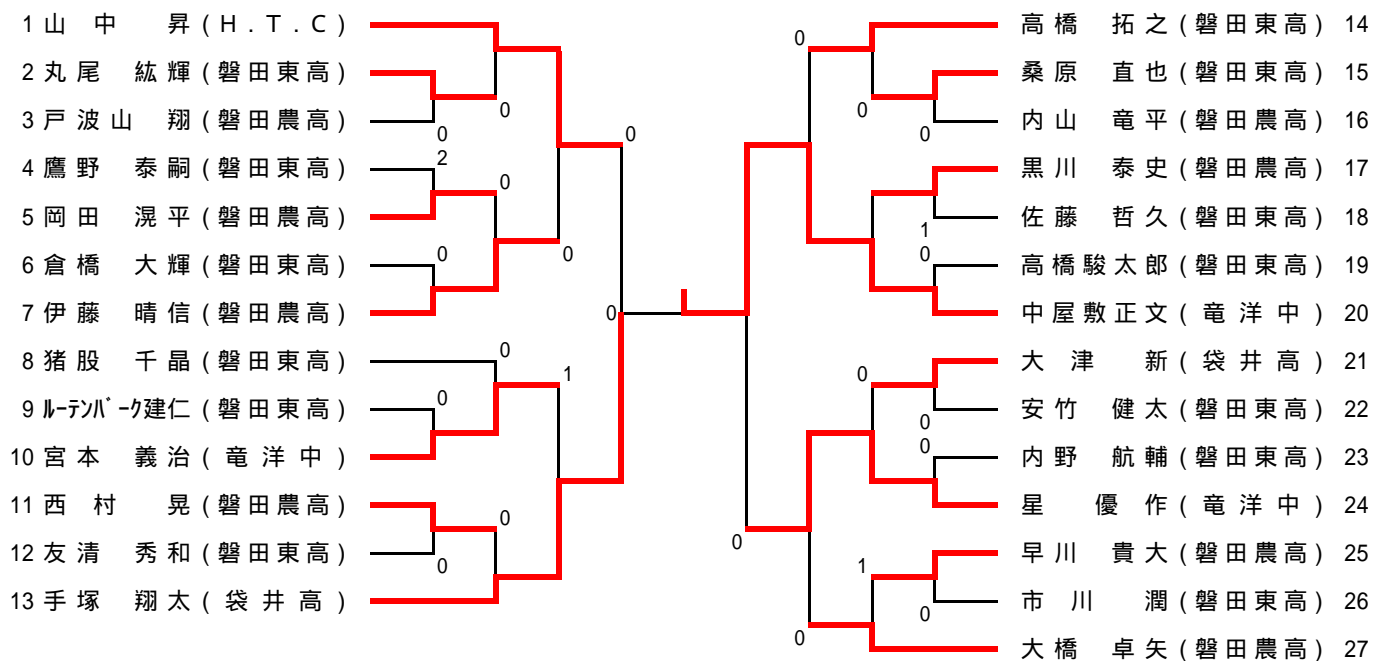 1 山中 昇 (H.T.C)
2 丸尾 紘輝 (磐田東高)
3 戸波山 翔 (磐田農高)
4 鷹野 泰嗣 (磐田東高)
5 岡田 滉平 (磐田農高)
6 倉橋 大輝 (磐田東高)
7 伊藤 晴信 (磐田農高)
8 猪股 千晶 (磐田東高)
9 ルーテンバーク建仁 (磐田東高)
10 宮本 義治 (竜洋中)
11 西村 晃 (磐田農高)
12 友清 秀和 (磐田東高)
13 手塚 翔太 (袋井高)
0
0
2
0
0
0
0
0
0
1
0
0
0
高橋 拓之 (磐田東高) 14
桑原 直也 (磐田東高) 15
内山 竜平 (磐田農高) 16
黒川 泰史 (磐田農高) 17
佐藤 哲久 (磐田東高) 18
高橋駿太郎 (磐田東高) 19
中屋敷正文 (竜洋中) 20
大津 新 (袋井高) 21
安竹 健太 (磐田東高) 22
内野 航輔 (磐田東高) 23
星 優作 (竜洋中) 24
早川 貴大 (磐田農高) 25
市川 潤 (磐田東高) 26
大橋 卓矢 (磐田農高) 27
0
0
0
1
0
0
0
0
0
1
0
0